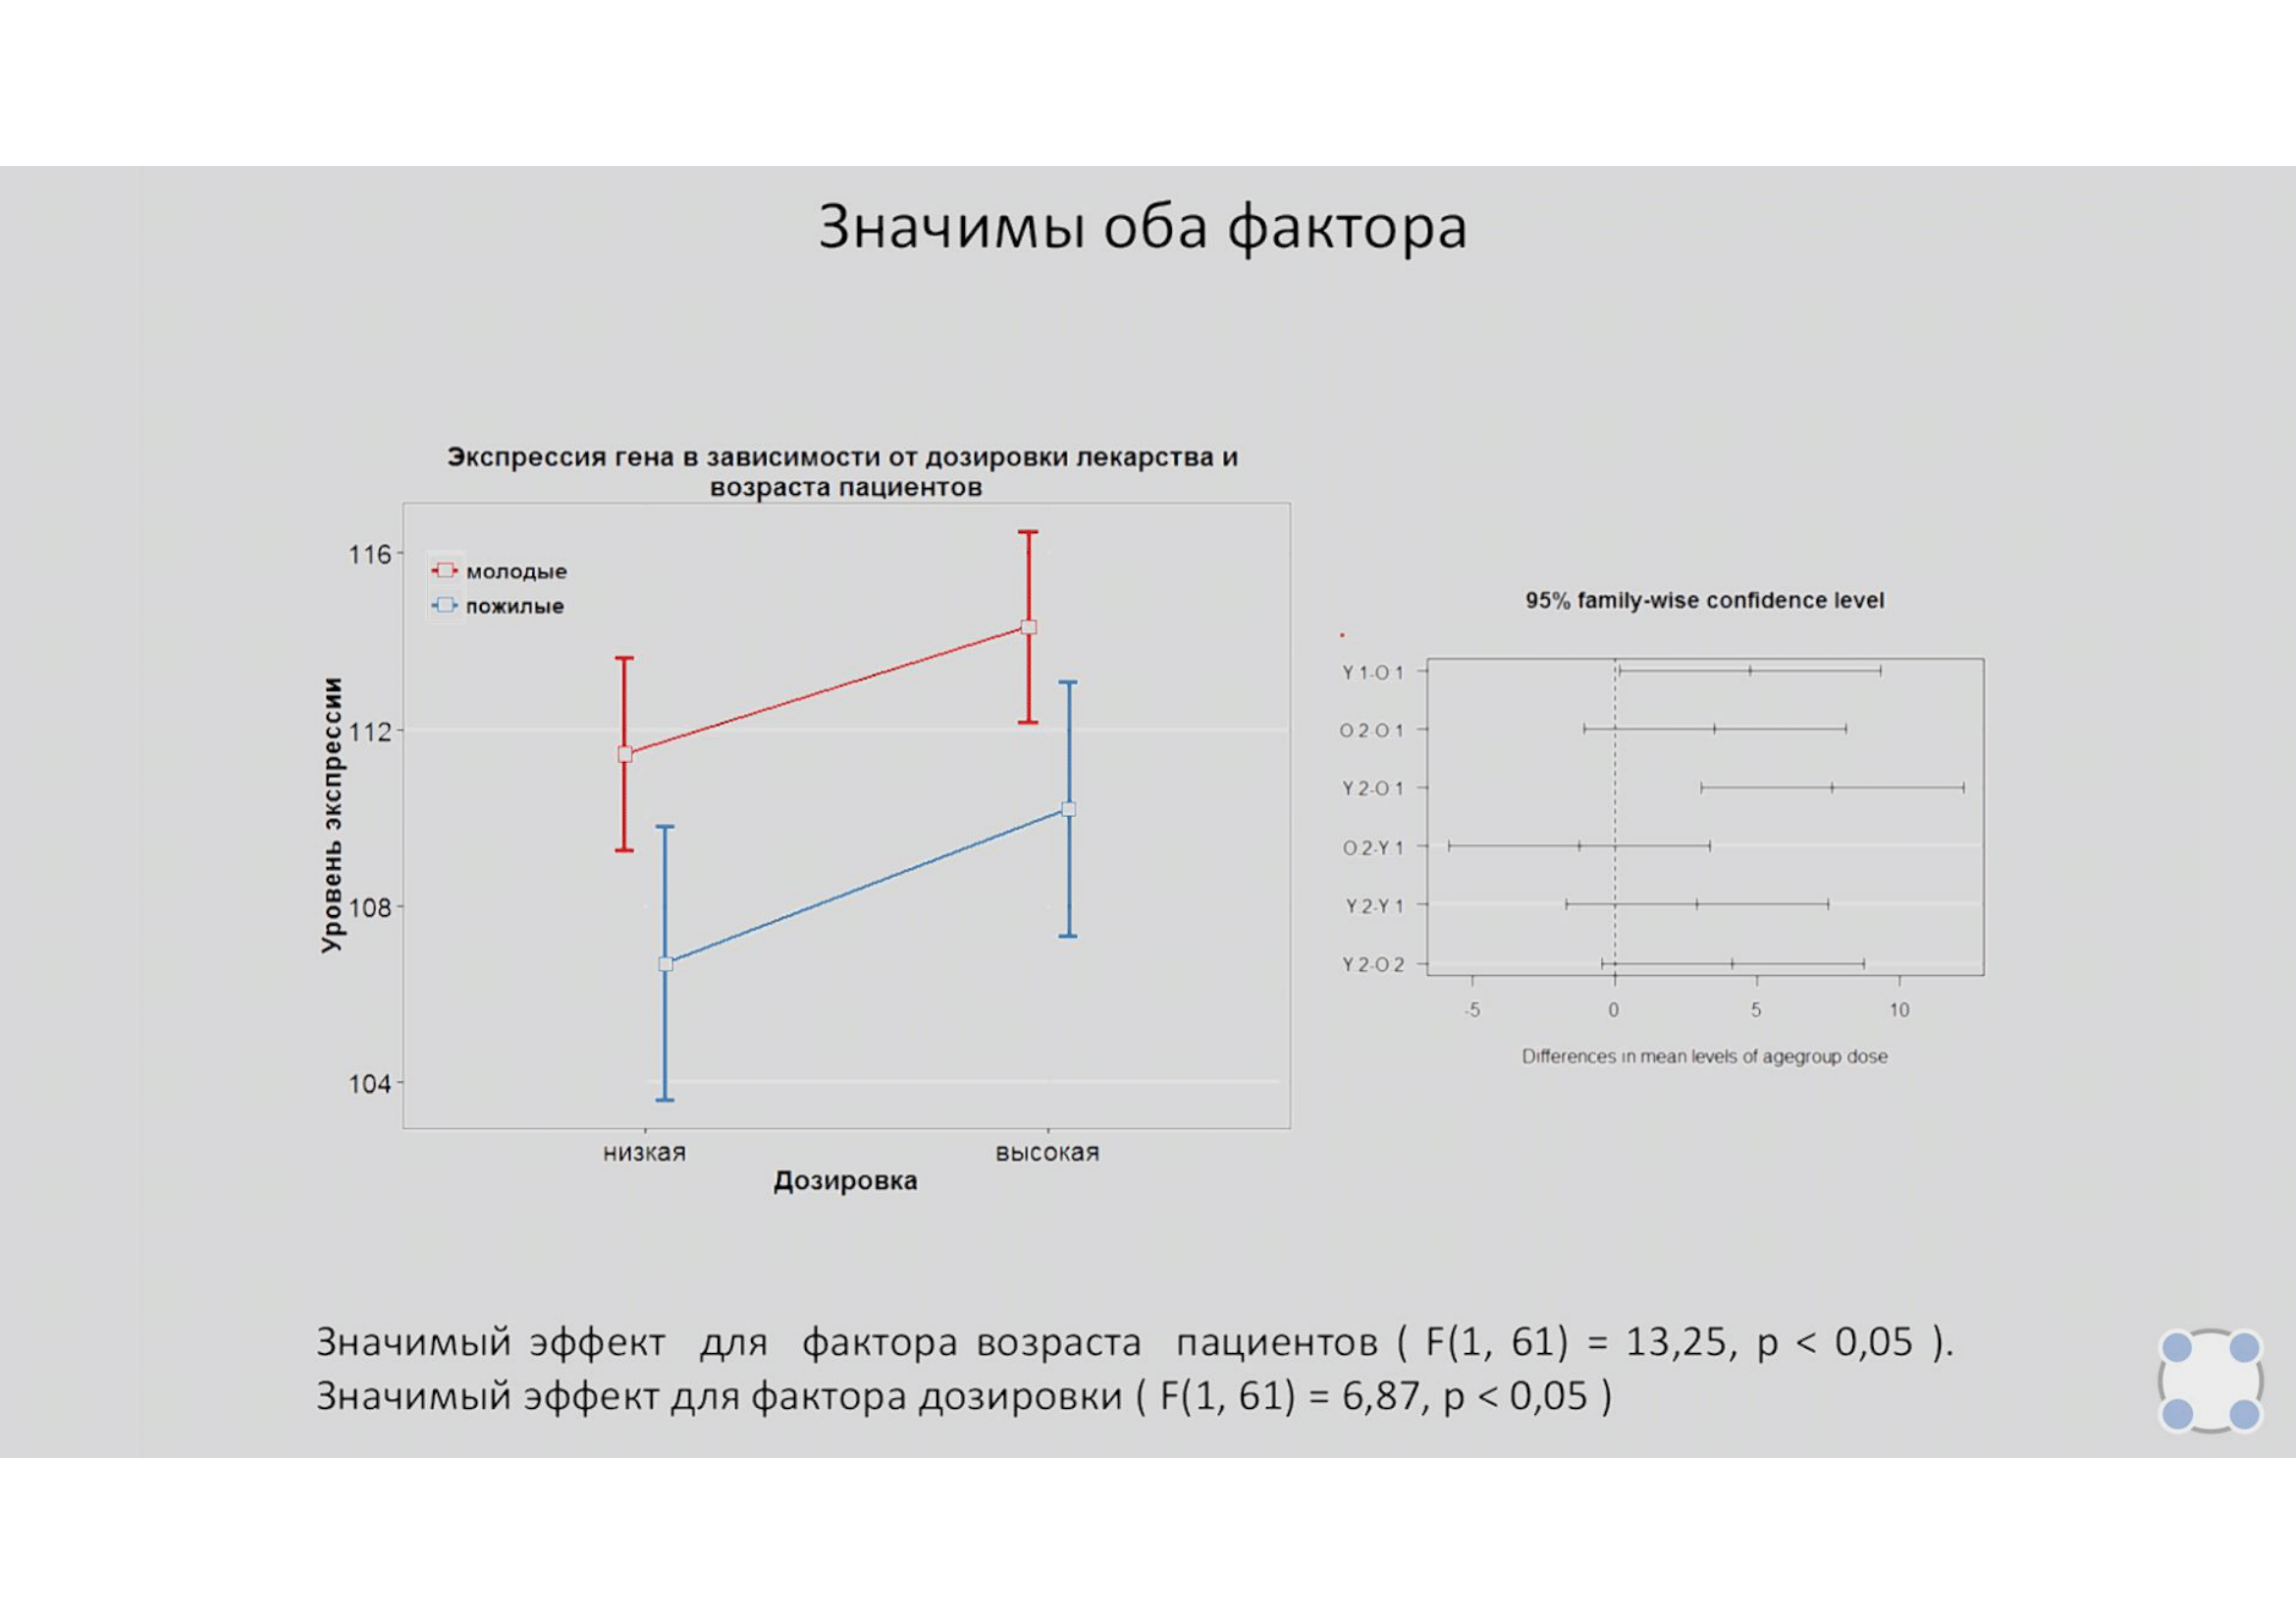 Значимы оба фактора
Экспрессия гена в зависимости от дозировки лекарства и
возраста пациентов
116
112
108
104
молодые
пожилые
Уровень экспрессии
низкая
высокая
Дозировка
95% family-wise confidence level
Y 1-O 1
O 2-O 1
Y 2-O 1
O 2-Y 1
Y 2-Y 1
Y 2-O 2
-5
0
5
10
Differences in mean levels of agegroup dose
Значимый эффект для фактора возраста пациентов ( F(1, 61) = 13,25, p < 0,05 ).
Значимый эффект для фактора дозировки ( F(1, 61) = 6,87, p < 0,05 )